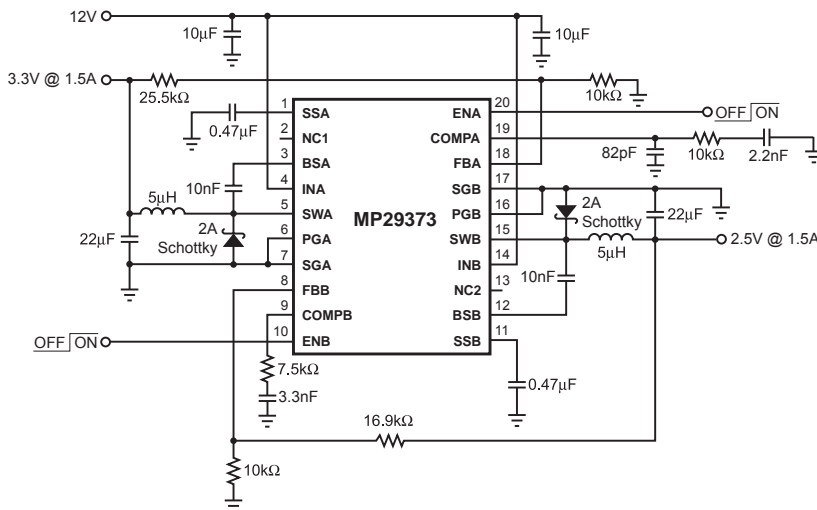 12V
10µF
10µF
3.3V @ 1.5A
25.5kΩ
10kΩ
0.47µF
1 SSA
2 NC1
3 BSA
4 INA
5 SWA
6 PGA
7 SGA
8 FBB
9 COMPB
10 ENB
MP29373
20 ENA
19 COMPA
18 FBA
17 SGB
16 PGB
15 SWB
14 INB
13 NC2
12 BSB
11 SSB
OFF ON
82pF
10kΩ
2.2nF
10nF
5µH
2A
Schottky
22µF
2A
Schottky
22µF
2.5V @ 1.5A
5µH
10nF
OFF ON
7.5kΩ
3.3nF
0.47µF
16.9kΩ
10kΩ